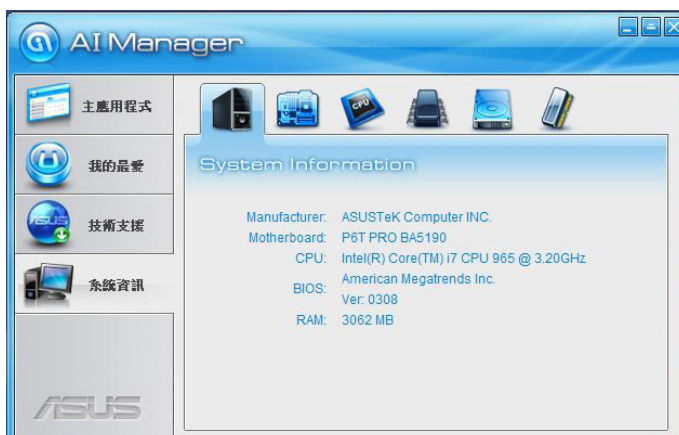 AI Manager
主應用程式
我的最愛
技術支援
系統資訊
CPU
System Information
Manufacturer: ASUSTeK Computer INC.
Motherboard: P6T PRO BA5190
CPU: Intel(R) Core(TM) i7 CPU 965 @ 3.20GHz
BIOS: American Megatrends Inc.
Ver: 0308
RAM: 3062 MB
ASUS